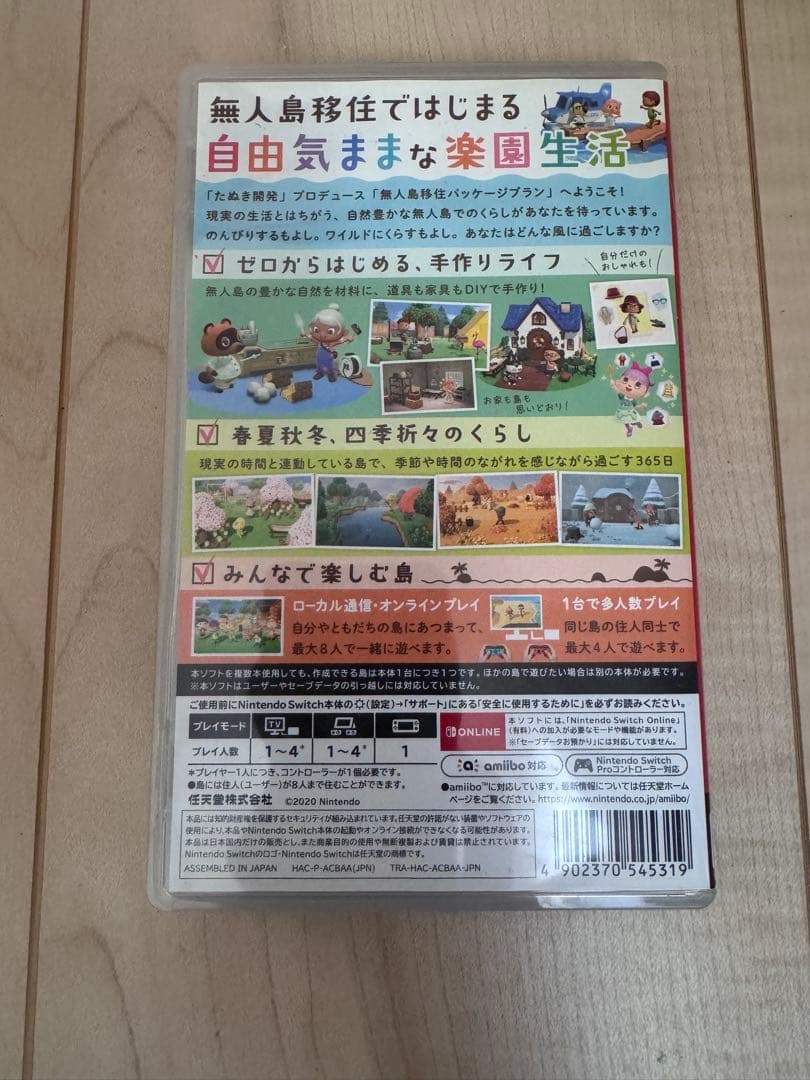 無人島移住ではじまる
自由気ままな楽園生活
「たぬき開発」プロデュース「無人島移住パッケージプラン」へようこそ!
現実の生活とはちがう、自然豊かな無人島でのくらしがあなたを待っています。
のんびりするもよし。ワイルドにくらすもよし。あなたはどんな風に過ごしますか?
ゼロからはじめる、手作りライフ
自分だけの
おしゃれも!
無人島の豊かな自然を材料に、道具も家具もDIYで手作り!
お家も島も
思いどおり!
春夏秋冬、四季折々のくらし
現実の時間と連動している島で、季節や時間のながれを感じながら過ごす365日
みんなで楽しむ島
ローカル通信・オンラインプレイ
自分やともだちの島にあつまって、
最大8人で一緒に遊べます。
1台で多人数プレイ
同じ島の住人同士で
最大4人で遊べます。
本ソフトを複数本使用しても、作成できる島は本体1台につき1つです。ほかの島で遊びたい場合は別の本体が必要です。
※本ソフトはユーザーやセーブデータの引っ越しには対応していません。
ご使用前にNintendo Switch本体の(設定)→「サポート」にある「安全に使用するために」を必ずお読みください。
プレイモード
TV
プレイ人数
1~4*
1~4*
1
*プレイヤー1人につき、コントローラーが1個必要です。
●島には住人(ユーザー)が8人まで住むことができます。
任天堂株式会社 ©2020 Nintendo
ONLINE
本ソフトには、「Nintendo Switch Online」
(有料)への加入が必要なモードや機能があります。
※「セーブデータお預かり」には対応していません。
amiibo対応
Nintendo Switch
Proコントローラー対応
●amiibo™に対応しています。最新情報については任天堂ホーム
ページをご覧ください。https://www.nintendo.co.jp/amiibo/
本品には知的財産権を保護するセキュリティが組み込まれています。任天堂の許諾がない装置やソフトウェアの
使用により、本品やNintendo Switch本体の起動やオンライン接続ができなくなる可能性があります。
本品は日本国内だけの販売とし、また商業目的の使用や無断複製および賃貸は禁止されています。
Nintendo Switchのロゴ・Nintendo Switchは任天堂の商標です。
ASSEMBLED IN JAPAN HAC-P-ACBAA(JPN) TRA-HAC-ACBAA-JPN
4 902370 545319